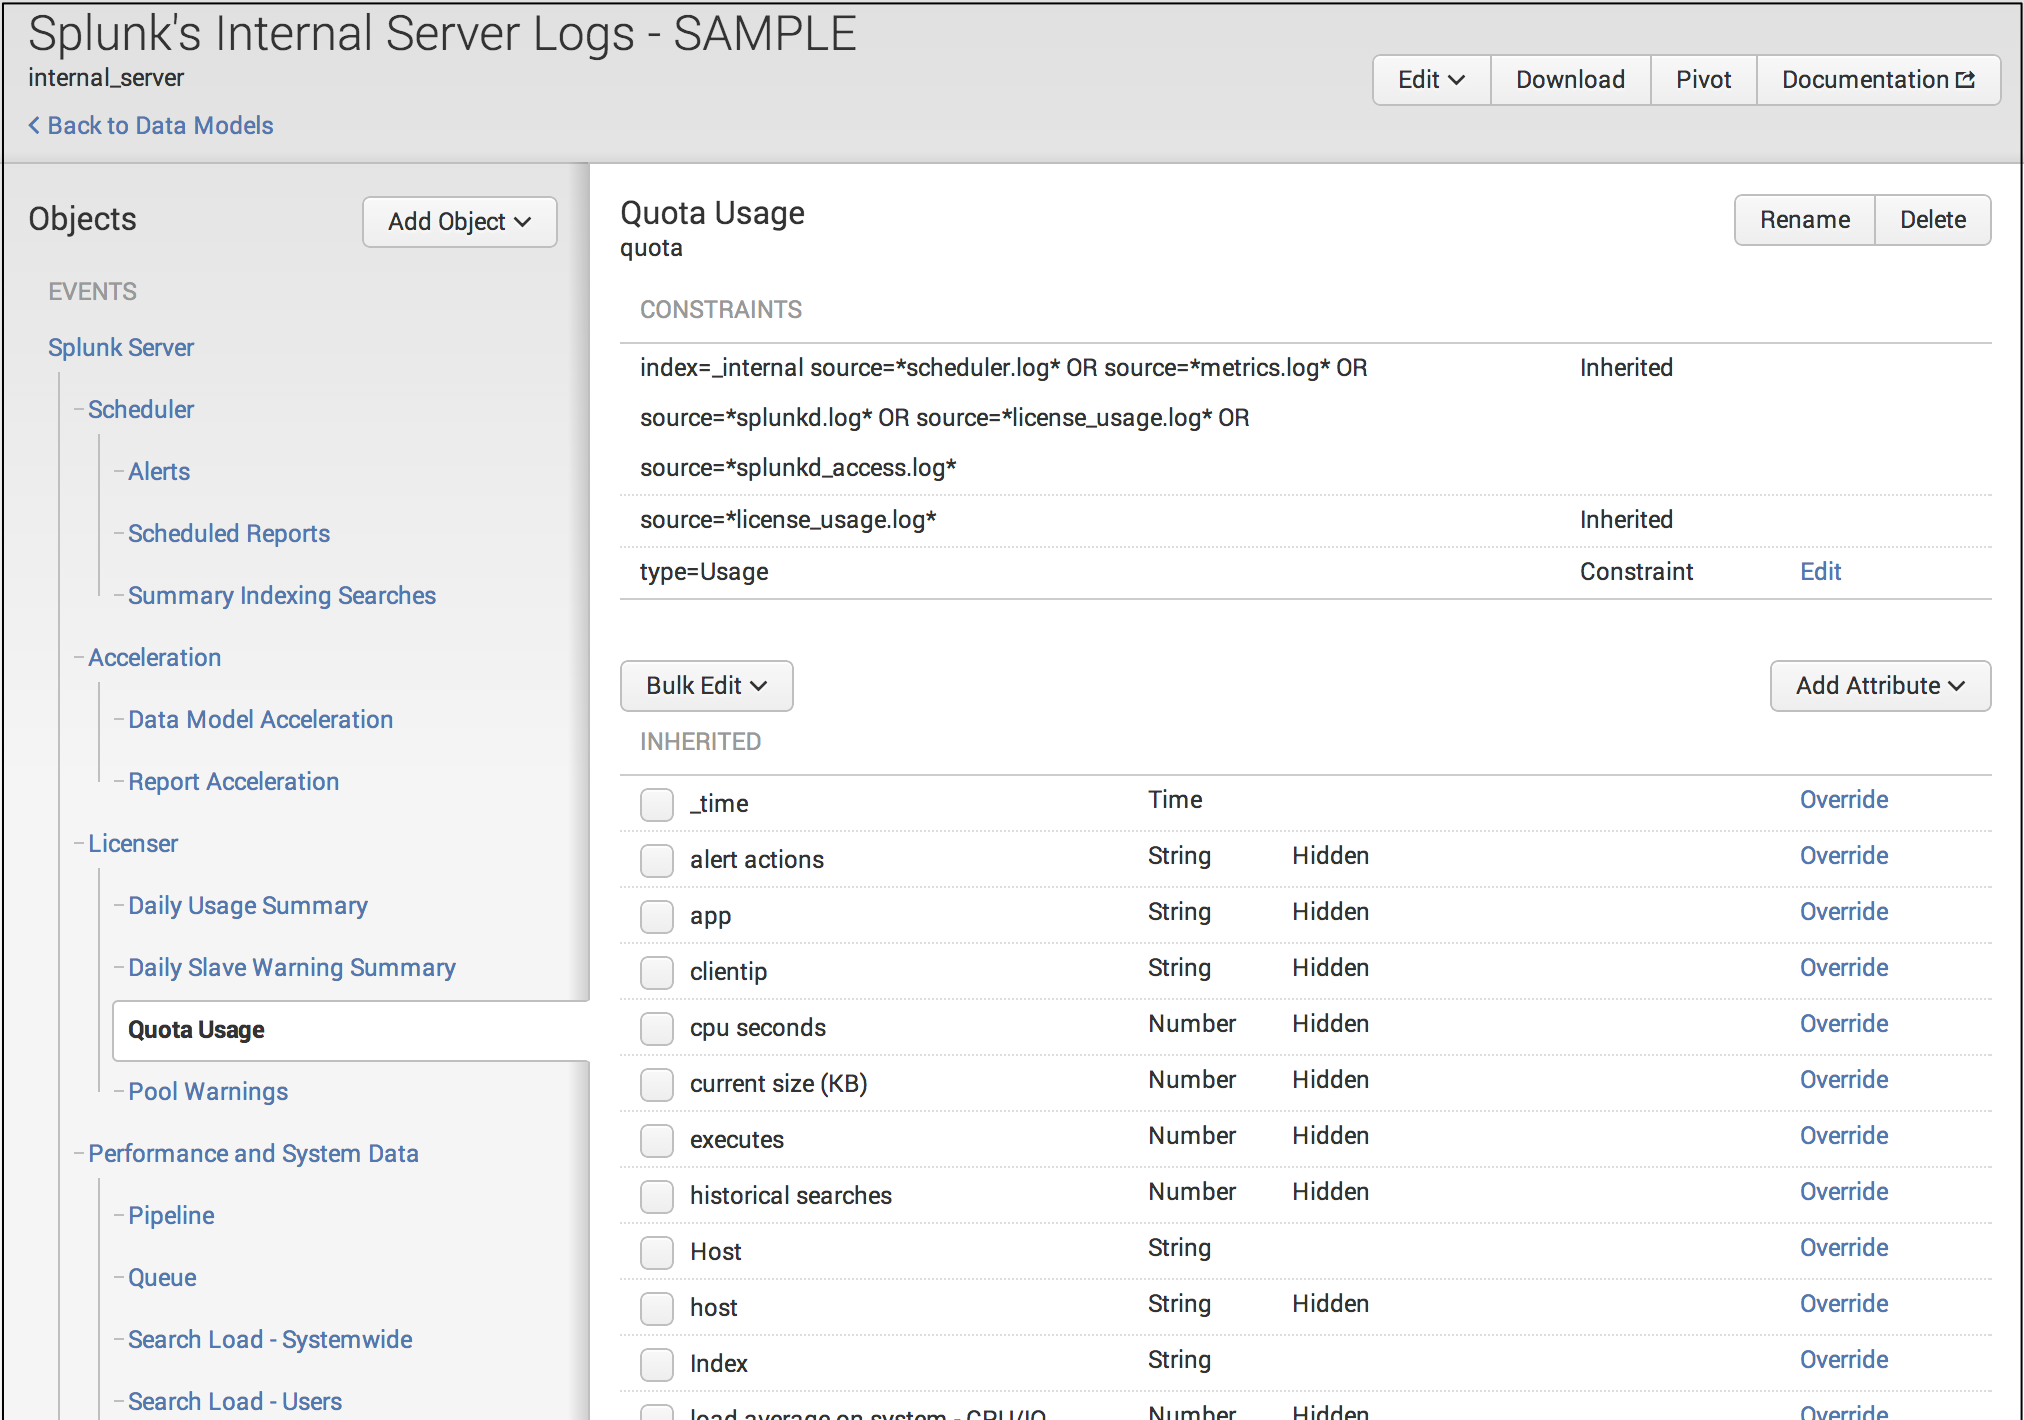 Splunk's Internal Server Logs - SAMPLE
internal_server
Back to Data Models
Edit
Download
Pivot
Documentation
Objects
Add Object
EVENTS
Splunk Server
Scheduler
Alerts
Scheduled Reports
Summary Indexing Searches
Acceleration
Data Model Acceleration
Report Acceleration
Licenser
Daily Usage Summary
Daily Slave Warning Summary
Quota Usage
Pool Warnings
Performance and System Data
Pipeline
Queue
Search Load - Systemwide
Search Load - Users
Quota Usage
quota
Rename
Delete
CONSTRAINTS
index=_internal source=*scheduler.log* OR source=*metrics.log* OR
source=*splunkd.log* OR source=*license_usage.log* OR
source=*splunkd_access.log*
Inherited
source=*license_usage.log* Inherited
type=Usage Constraint Edit
Bulk Edit
Add Attribute
INHERITED
_time Time Override
alert actions String Hidden Override
app String Hidden Override
clientip String Hidden Override
cpu seconds Number Hidden Override
current size (KB) Number Hidden Override
executes Number Hidden Override
historical searches Number Hidden Override
Host String Override
host String Hidden Override
Index String Override
load average on system - CPU/IO Number Hidden Override